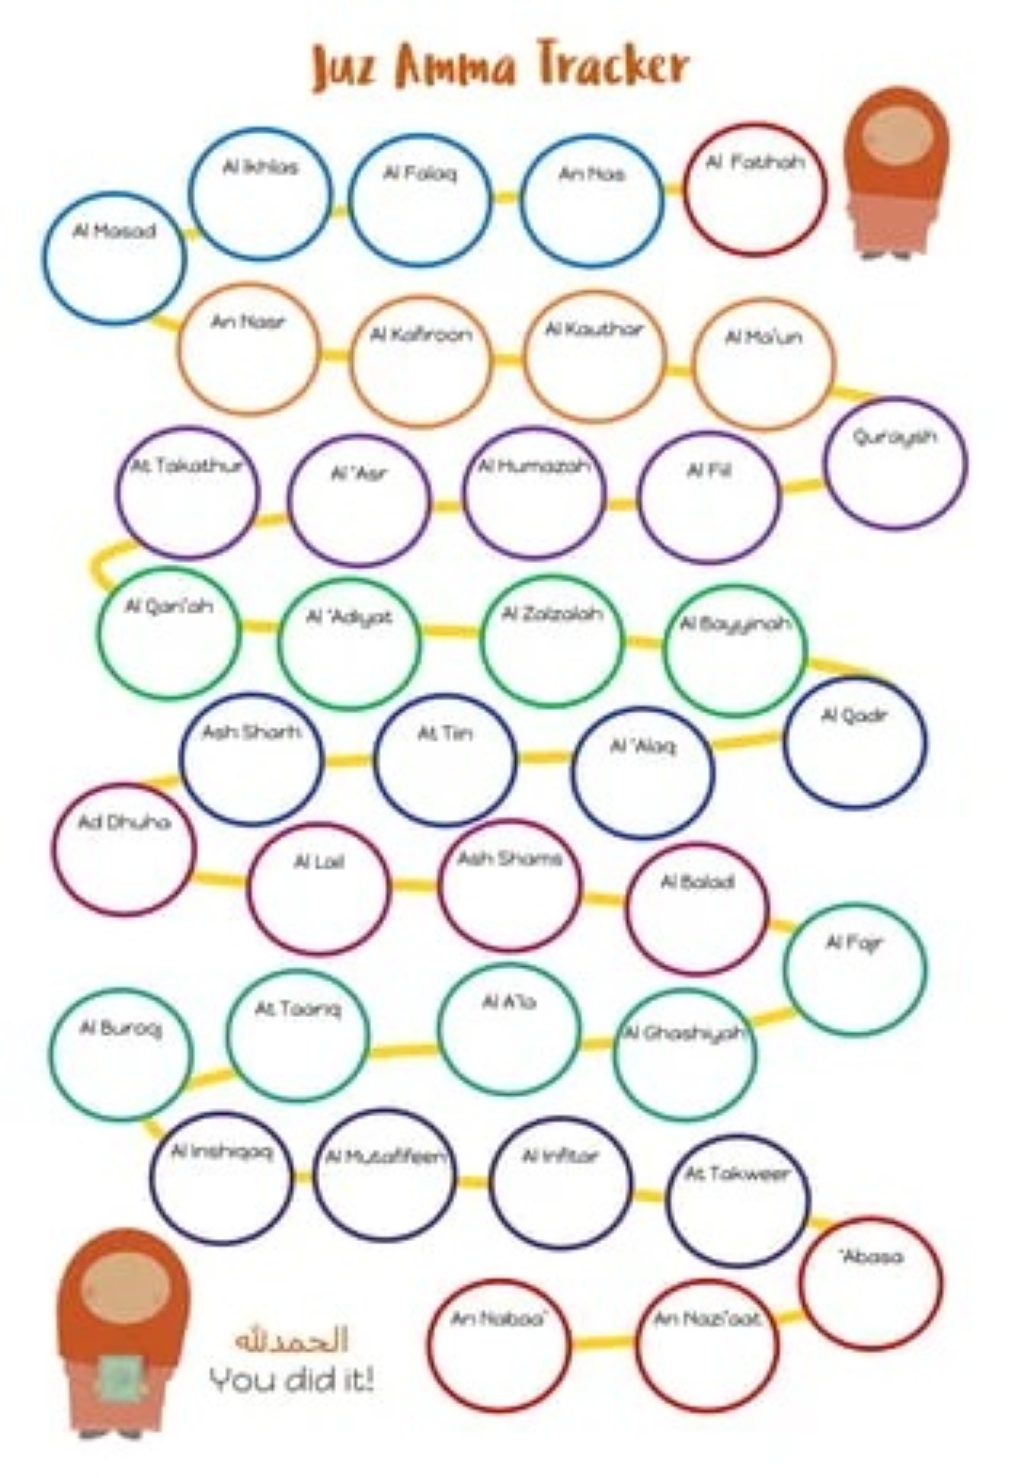 Juz Amma Tracker
Al Fatihah
An Nas
Al Falaq
Al Ikhlas
Al Masad
An Nasr
Al Kafiroon
Al Kauthar
Al Ma'un
Quraysh
Al Fiil
Al Humazah
Al 'Asr
At Takathur
Al Qari'ah
Al 'Adiyat
Al Zalzalah
Al Bayyinah
Al Qadr
Al 'Alaq
At Tiin
Ash Sharh
Ad Dhuha
Al Lail
Ash Shams
Al Balad
Al Fajr
Al Ghashiyah
Al A'la
At Taariq
Al Burooj
Al Inshiqaq
Al Mutafifeen
Al Infitar
At Takweer
'Abasa
An Nazi'aat
An Nabaa'
الحمدلله
You did it!